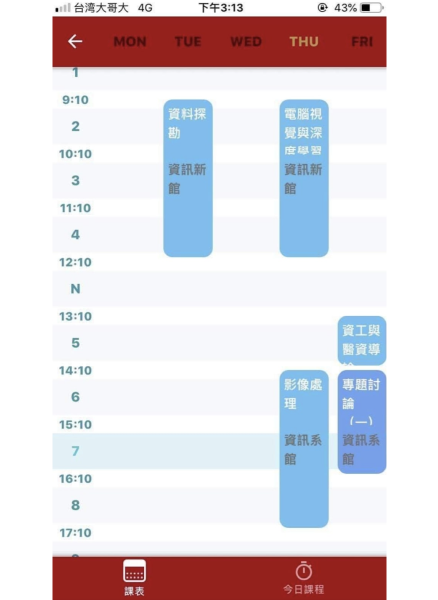 台灣大哥大 4G 下午3:13 43%
MON TUE WED THU FRI
1
9:10
2
10:10
3
11:10
4
12:10
N
13:10
5
14:10
6
15:10
7
16:10
8
17:10
資料探
勘
資訊新
館
電腦視
覺與深
度學習
資訊新
館
影像處
理
資訊系
館
資工與
醫資導
專題討
論
(一)
資訊系
館
課表
今日課程